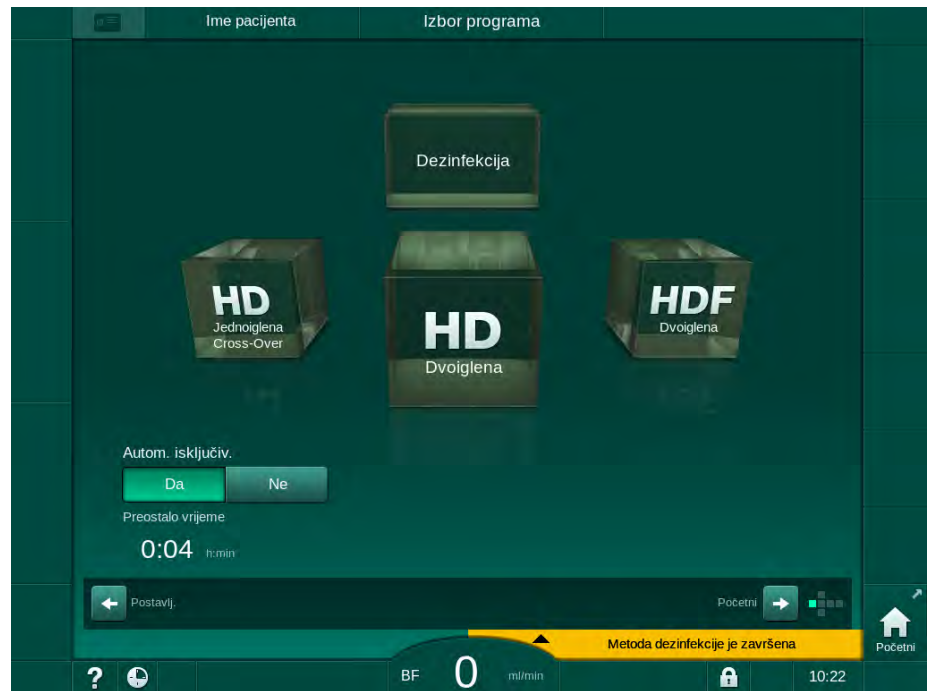 Ime pacijenta
Izbor programa
Dezinfekcija
HD
Jednoiglena
Cross-Over
HD
Dvoiglena
HDF
Dvoiglena
Autom. isključiv.
Da
Ne
Preostalo vrijeme
0:04 h:min
Postavlj.
Početni
Početni
Metoda dezinfekcije je završena
?
BF 0 ml/min
10:22